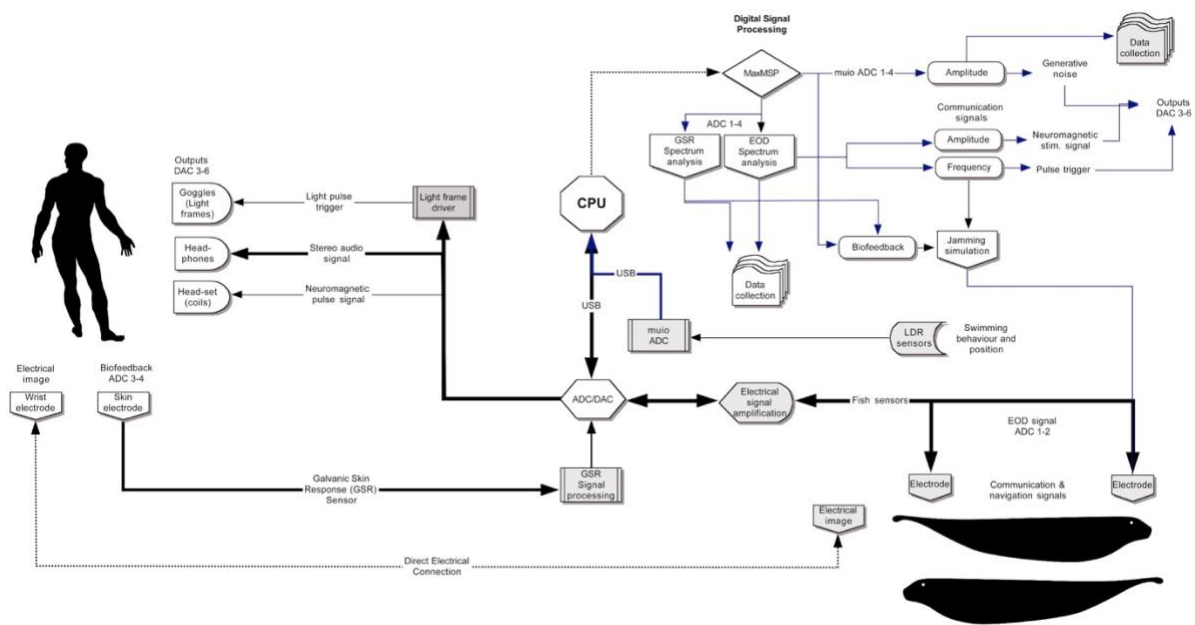 Digital Signal
Processing
MaxMSP
muio ADC 1-4
Amplitude
Generative
noise
Data
collection
Outputs
DAC 3-6
ADC 1-4
GSR
Spectrum
analysis
EOD
Spectrum
analysis
Communication
signals
Amplitude
Neuromagnetic
stim. signal
Frequency
Pulse trigger
Biofeedback
Jamming
simulation
Data
collection
CPU
USB
USB
muio
ADC
LDR
sensors
Swimming
behaviour and
position
Outputs
DAC 3-6
Goggles
(Light
frames)
Light pulse
trigger
Light frame
driver
Head-
phones
Stereo audio
signal
Head-set
(coils)
Neuromagnetic
pulse signal
Electrical
image
Wrist
electrode
Biofeedback
ADC 3-4
Skin
electrode
ADC/DAC
Electrical
signal
amplification
Fish sensors
EOD signal
ADC 1-2
Galvanic Skin
Response (GSR)
Sensor
GSR
Signal
processing
Electrode
Communication &
navigation signals
Electrode
Electrical
image
Direct Electrical
Connection